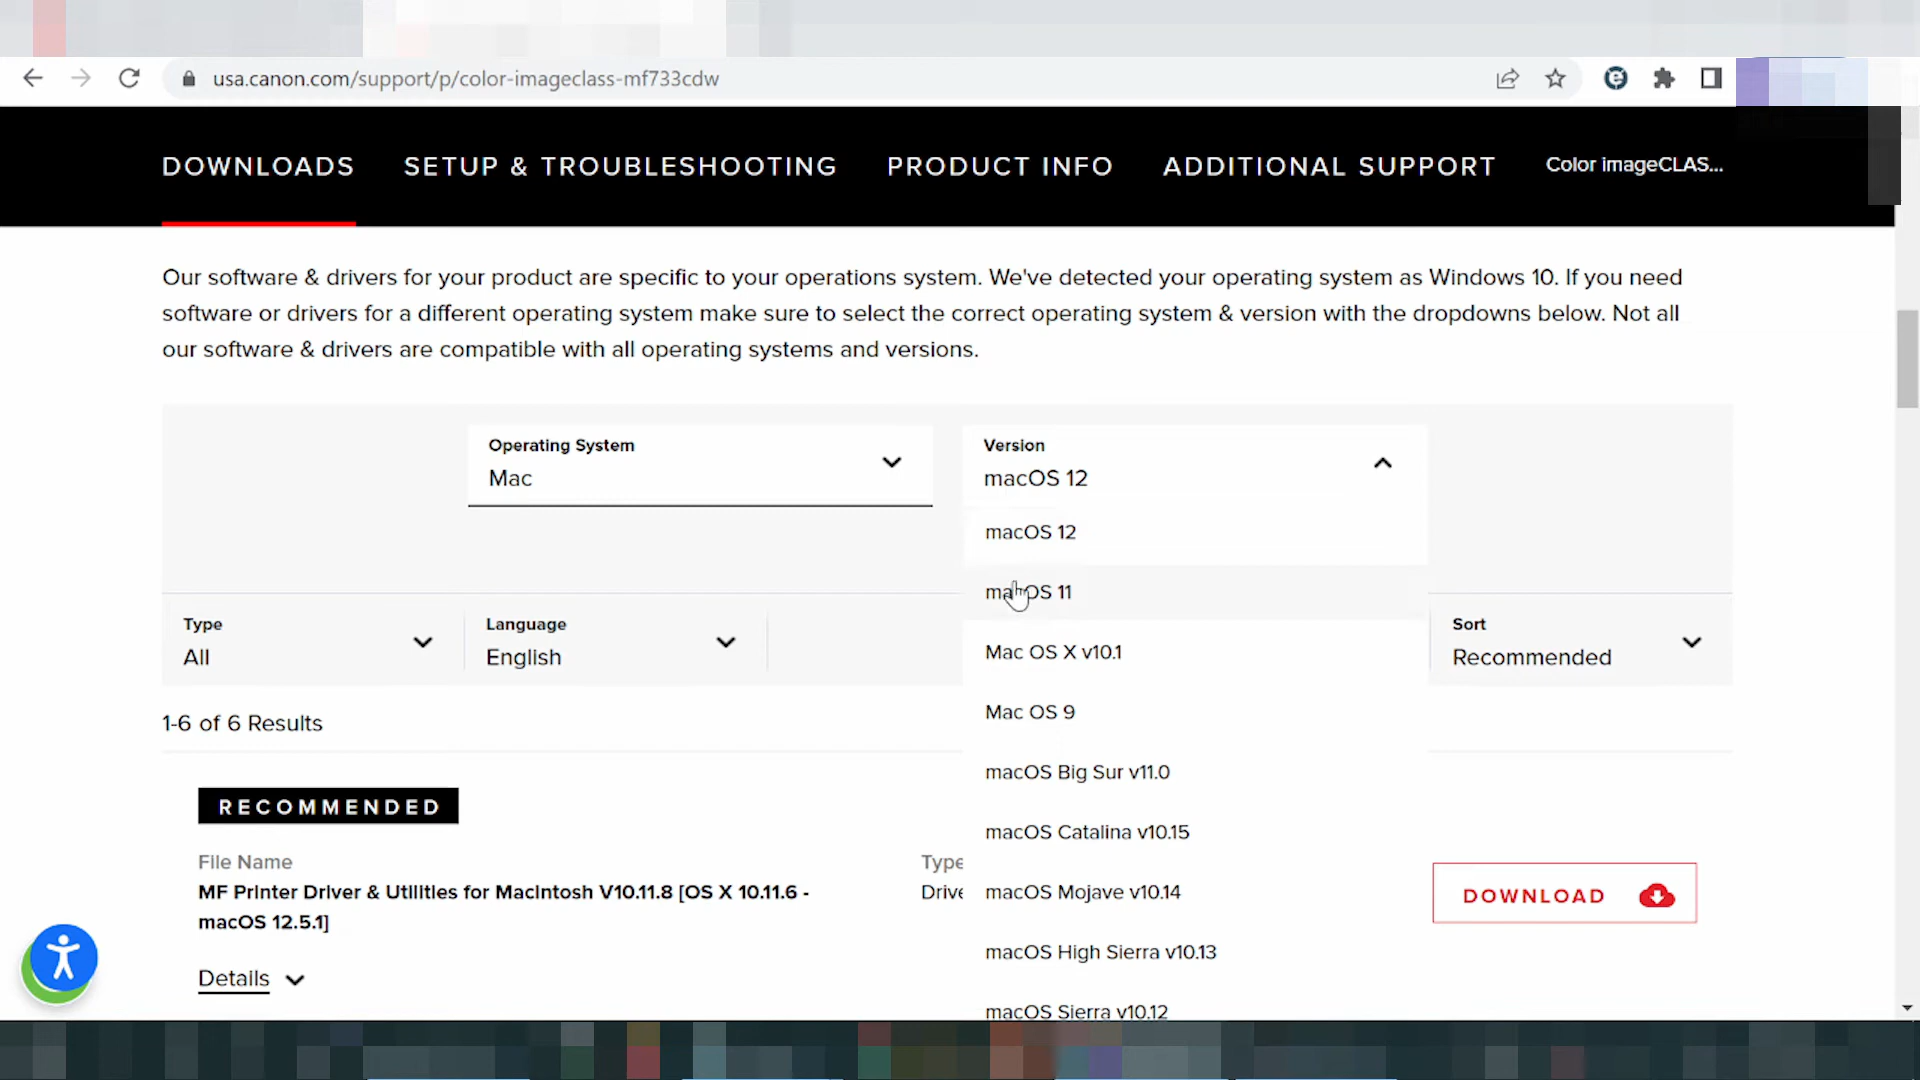 usa.canon.com/support/p/color-imageclass-mf733cdw
DOWNLOADS SETUP & TROUBLESHOOTING PRODUCT INFO ADDITIONAL SUPPORT Color imageCLAS...
Our software & drivers for your product are specific to your operations system. We've detected your operating system as Windows 10. If you need
software or drivers for a different operating system make sure to select the correct operating system & version with the dropdowns below. Not all
our software & drivers are compatible with all operating systems and versions.
Operating System
Mac
Version
macOS 12
macOS 12
macOS 11
Mac OS X v10.1
Mac OS 9
macOS Big Sur v11.0
macOS Catalina v10.15
macOS Mojave v10.14
macOS High Sierra v10.13
macOS Sierra v10.12
Type
All
Language
English
Sort
Recommended
1-6 of 6 Results
RECOMMENDED
File Name
MF Printer Driver & Utilities for Macintosh V10.11.8 [OS X 10.11.6 -
macOS 12.5.1]
Type
Drive
DOWNLOAD
Details